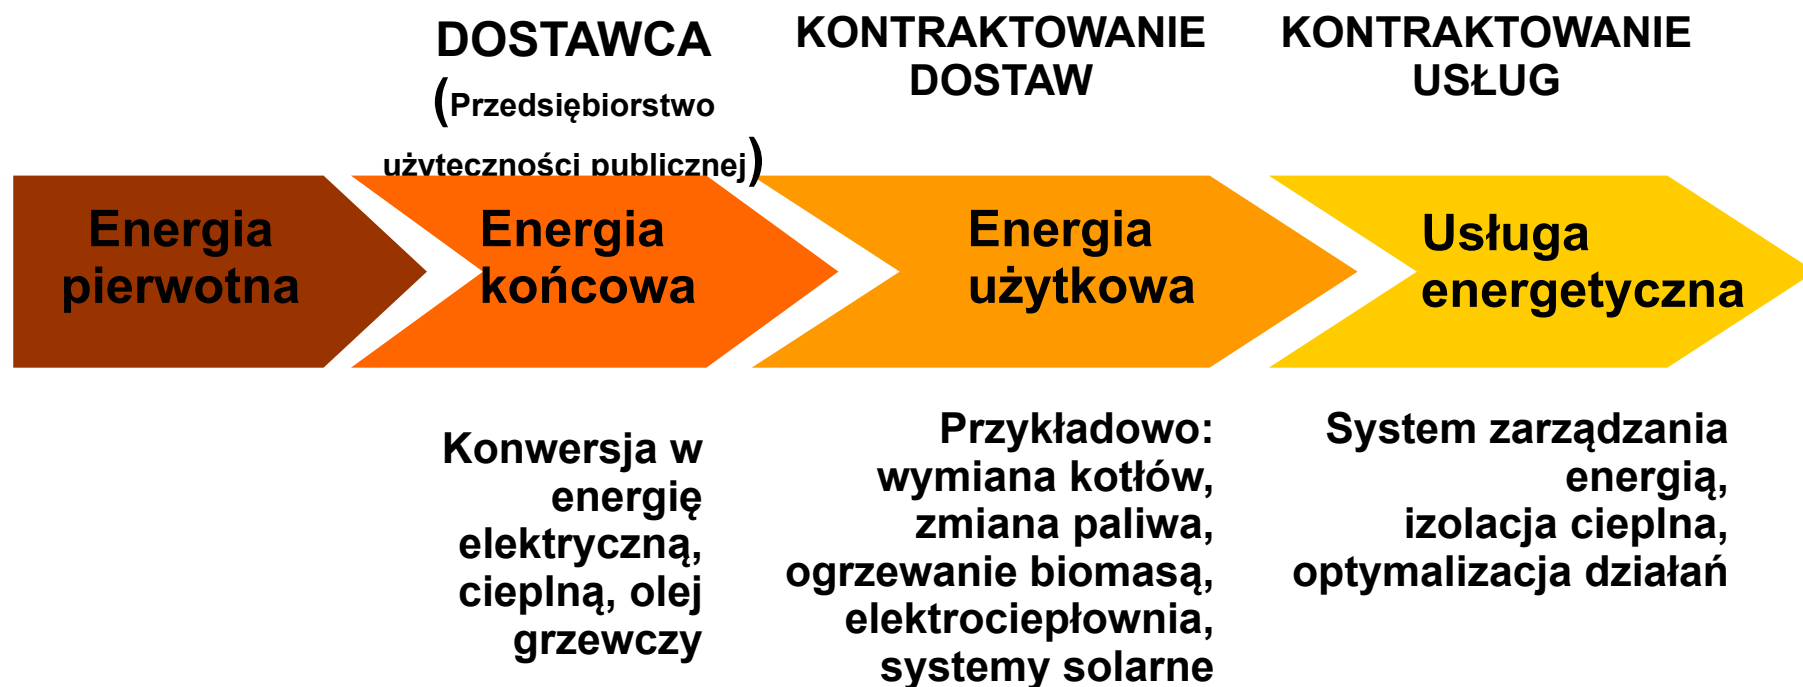 DOSTAWCA
(Przedsiębiorstwo
użyteczności publicznej)
KONTRAKTOWANIE
DOSTAW
KONTRAKTOWANIE
USŁUG
Energia
pierwotna
Energia
końcowa
Energia
użytkowa
Usługa
energetyczna
Konwersja w
energię
elektryczną,
cieplną, olej
grzewczy
Przykładowo:
wymiana kotłów,
zmiana paliwa,
ogrzewanie biomasą,
elektrociepłownia,
systemy solarne
System zarządzania
energią,
izolacja cieplna,
optymalizacja działań